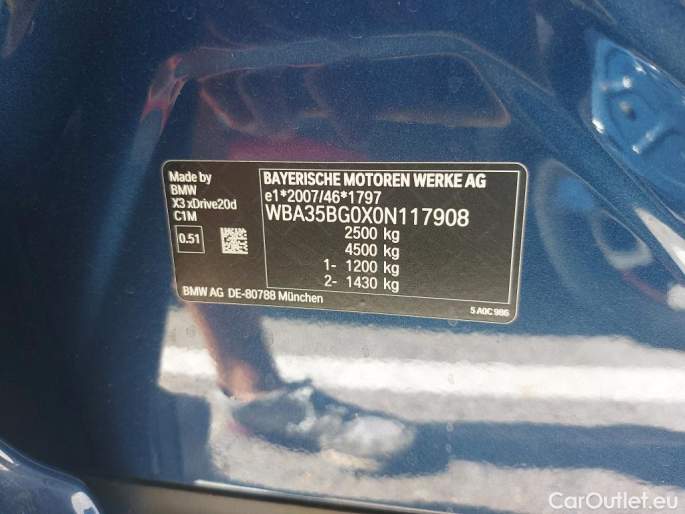 Made by
BMW
X3 xDrive20d
C1M
0.51
BAYERISCHE MOTOREN WERKE AG
e1*2007/46*1797
WBA35BG0X0N117908
2500 kg
4500 kg
1- 1200 kg
2- 1430 kg
BMW AG DE-80788 München
5 A0C 986
CarOutlet.eu